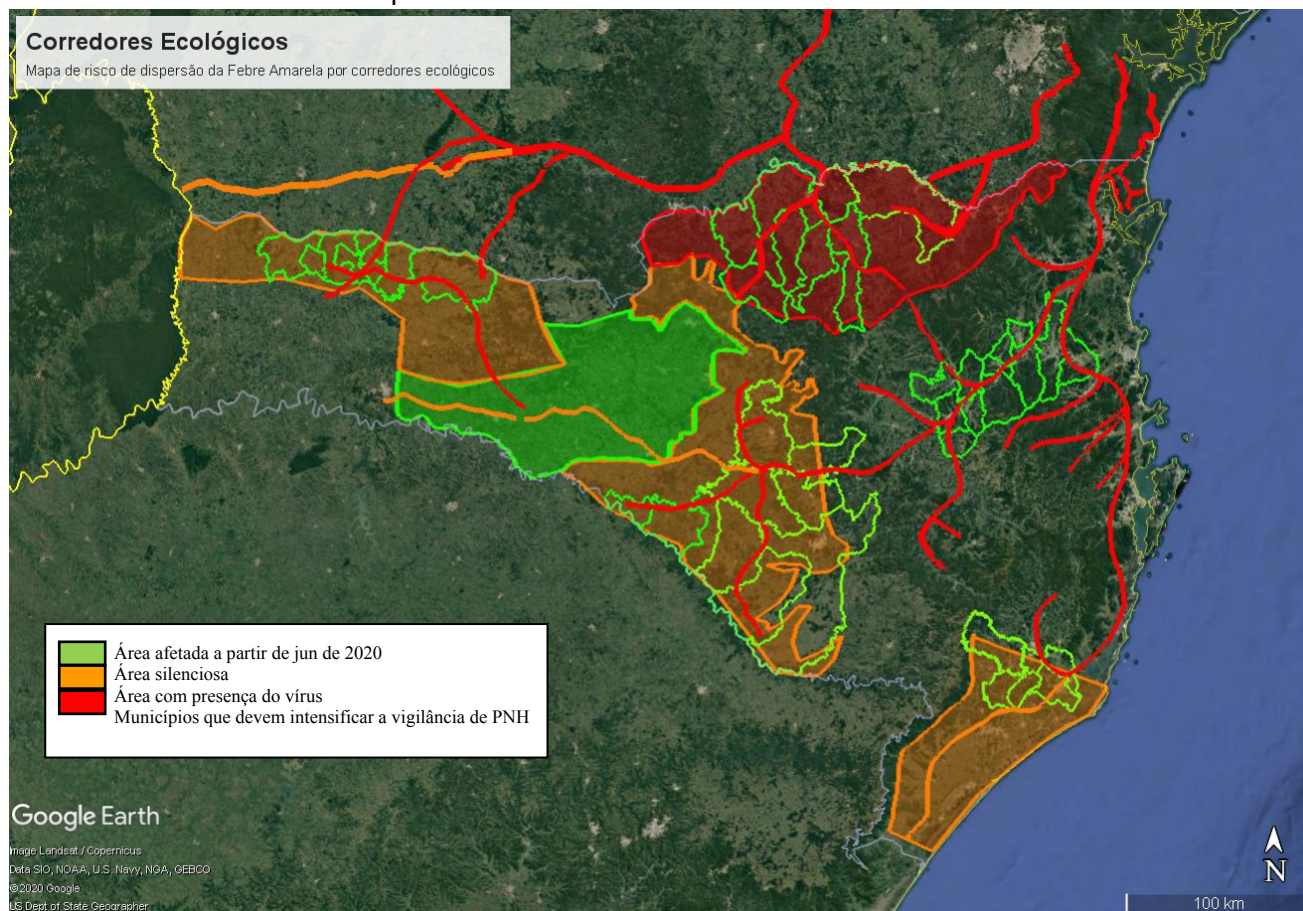 Corredores Ecológicos
Mapa de risco de dispersão da Febre Amarela por corredores ecológicos
Área afetada a partir de jun de 2020
Área silenciosa
Área com presença do vírus
Municípios que devem intensificar a vigilância de PNH
Google Earth
Image Landsat / Copernicus
Data SIO, NOAA, U.S. Navy, NGA, GEBCO
©2020 Google
US Dept of State Geographer
N
100 km